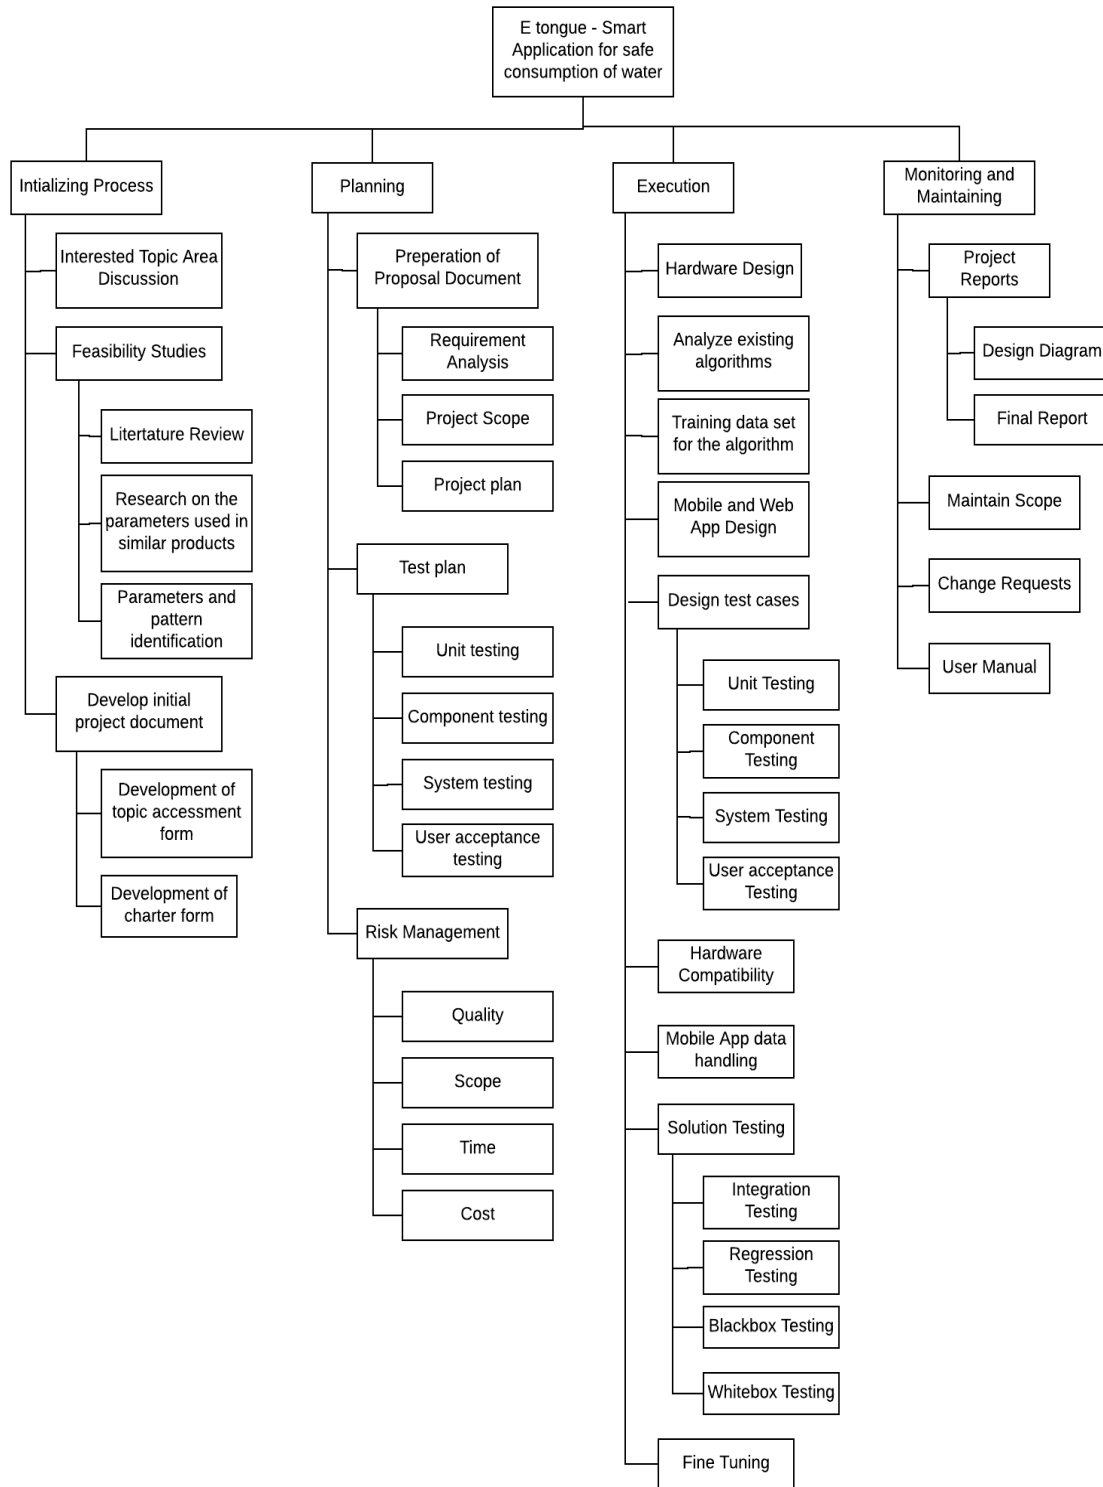 E tongue - Smart
Application for safe
consumption of water
Intializing Process
Interested Topic Area
Discussion
Feasibility Studies
Litertature Review
Research on the
parameters used in
similar products
Parameters and
pattern
identification
Develop initial
project document
Development of
topic accessment
form
Development of
charter form
Planning
Preperation of
Proposal Document
Requirement
Analysis
Project Scope
Project plan
Test plan
Unit testing
Component testing
System testing
User acceptance
testing
Risk Management
Quality
Scope
Time
Cost
Execution
Hardware Design
Analyze existing
algorithms
Training data set
for the algorithm
Mobile and Web
App Design
Design test cases
Unit Testing
Component
Testing
System Testing
User acceptance
Testing
Hardware
Compatibility
Mobile App data
handling
Solution Testing
Integration
Testing
Regression
Testing
Blackbox Testing
Whitebox Testing
Fine Tuning
Monitoring and
Maintaining
Project
Reports
Design Diagram
Final Report
Maintain Scope
Change Requests
User Manual